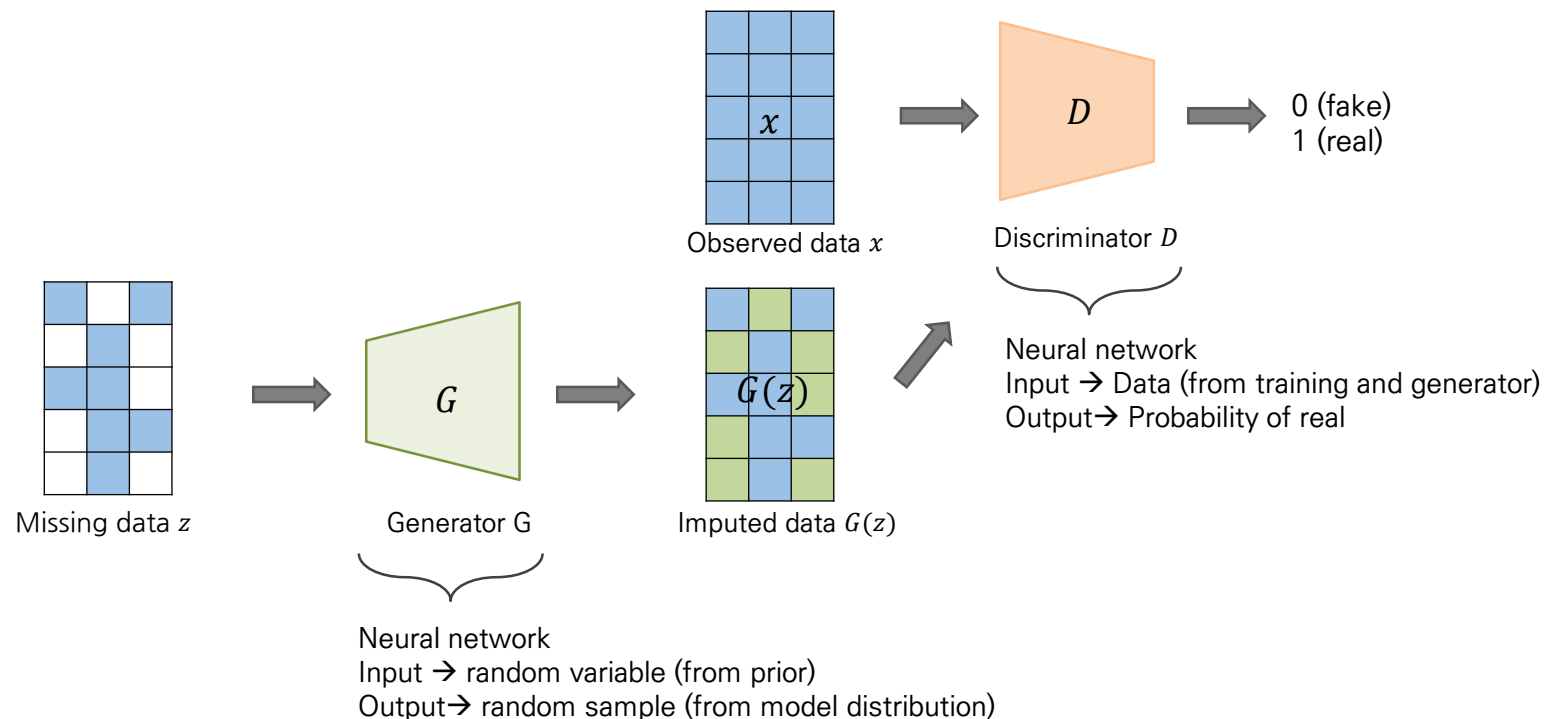 x
D
0 (fake)
1 (real)
Observed data x
Discriminator D
G
G(z)
Neural network
Input → Data (from training and generator)
Output→ Probability of real
Missing data z
Generator G
Imputed data G(z)
Neural network
Input → random variable (from prior)
Output→ random sample (from model distribution)